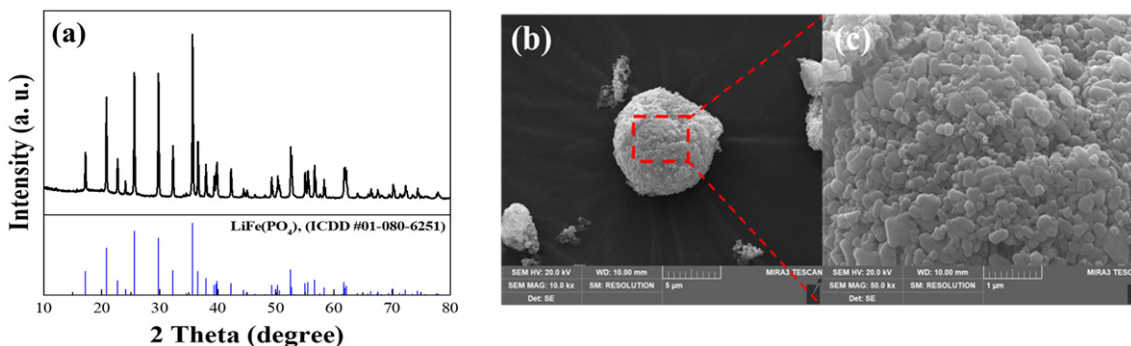 (a)
Intensity (a. u.)
LiFe(PO4), (ICDD #01-080-6251)
10 20 30 40 50 60 70 80
2 Theta (degree)
(b)
SEM HV: 20.0 kV WD: 10.00 mm MIRA3 TESCAN
SEM MAG: 10.0 kx SM: RESOLUTION 5 µm
Det: SE
(c)
SEM HV: 20.0 kV WD: 10.00 mm MIRA3 TESCAN
SEM MAG: 50.0 kx SM: RESOLUTION 1 µm
Det: SE